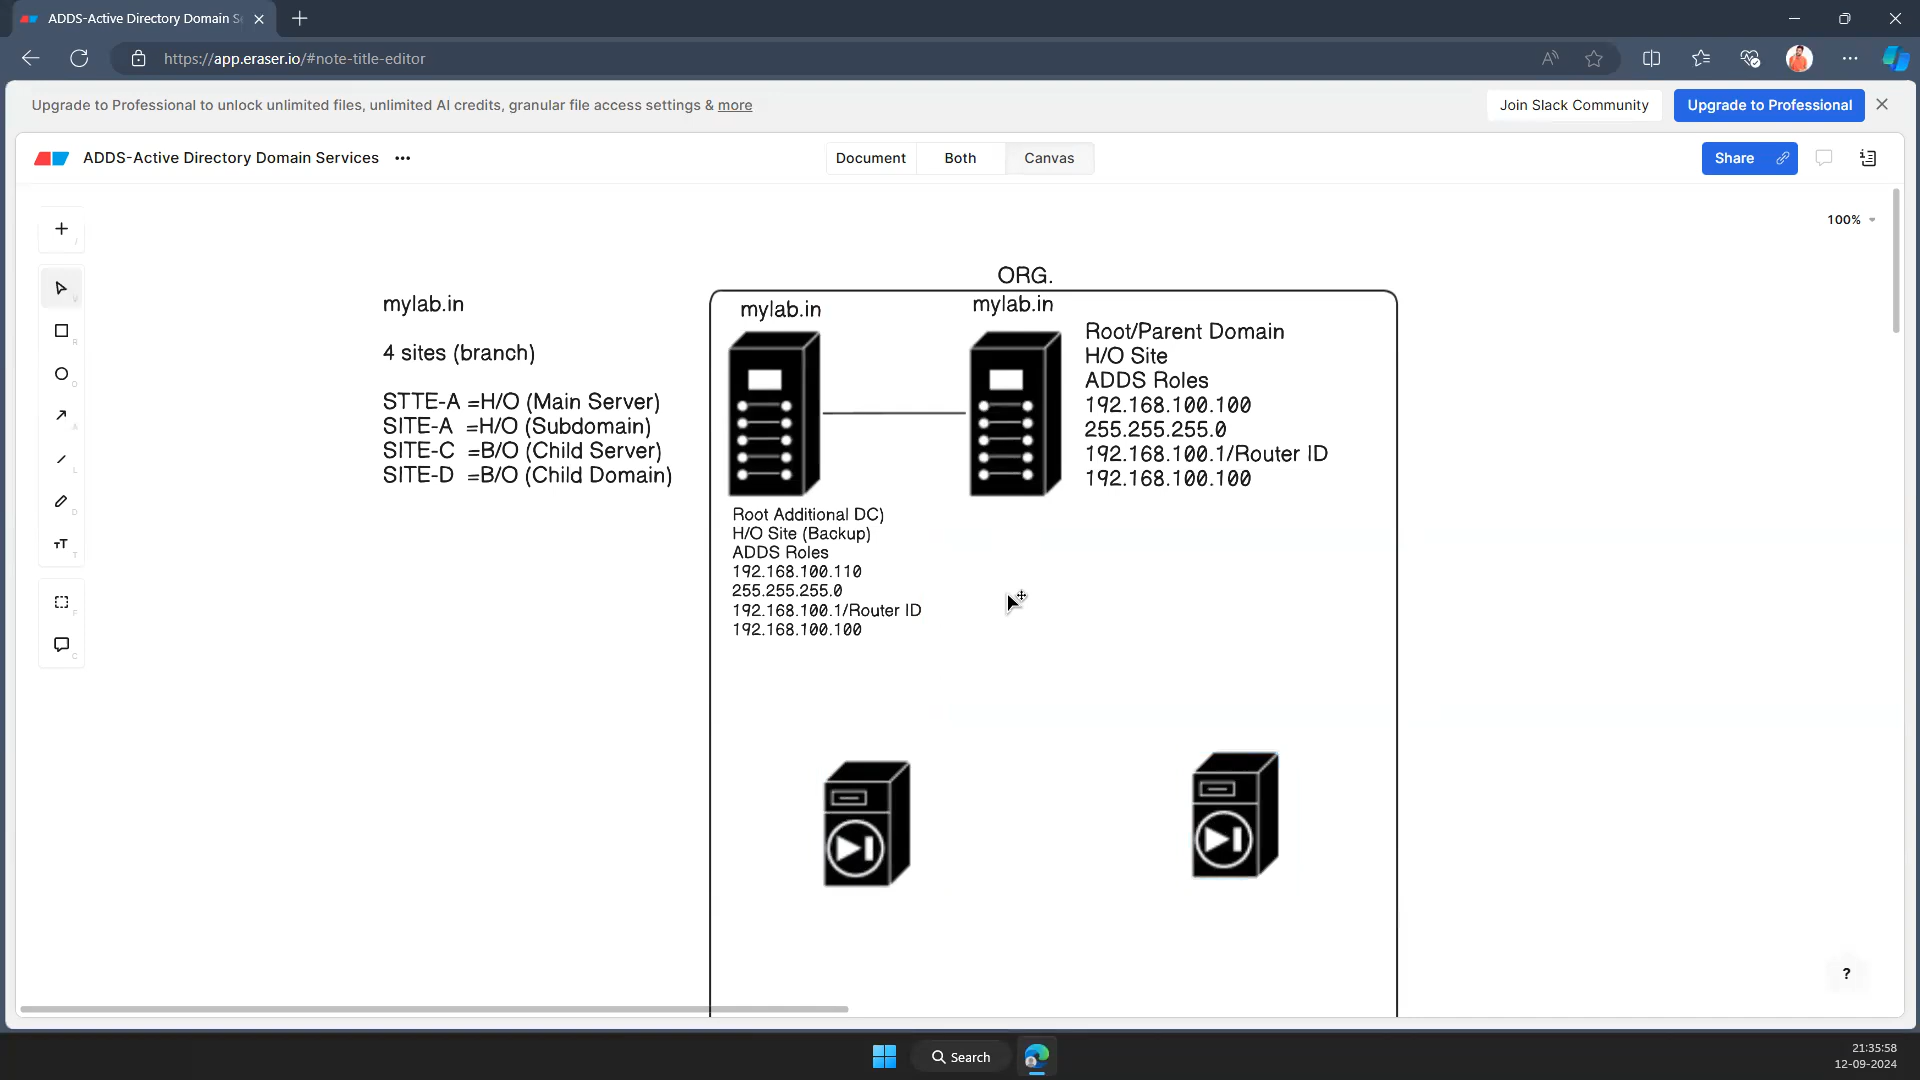 ADDS-Active Directory Domain S
https://app.eraser.io/#note-title-editor
Upgrade to Professional to unlock unlimited files, unlimited AI credits, granular file access settings & more
Join Slack Community
Upgrade to Professional
ADDS-Active Directory Domain Services
Document
Both
Canvas
Share
100%
ORG.
mylab.in
4 sites (branch)
STTE-A =H/O (Main Server)
SITE-A =H/O (Subdomain)
SITE-C =B/O (Child Server)
SITE-D =B/O (Child Domain)
mylab.in
mylab.in
Root/Parent Domain
H/O Site
ADDS Roles
192.168.100.100
255.255.255.0
192.168.100.1/Router ID
192.168.100.100
Root Additional DC)
H/O Site (Backup)
ADDS Roles
192.168.100.110
255.255.255.0
192.168.100.1/Router ID
192.168.100.100
/
V
R
O
A
L
D
T
F
C
?
Search
21:35:58
12-09-2024